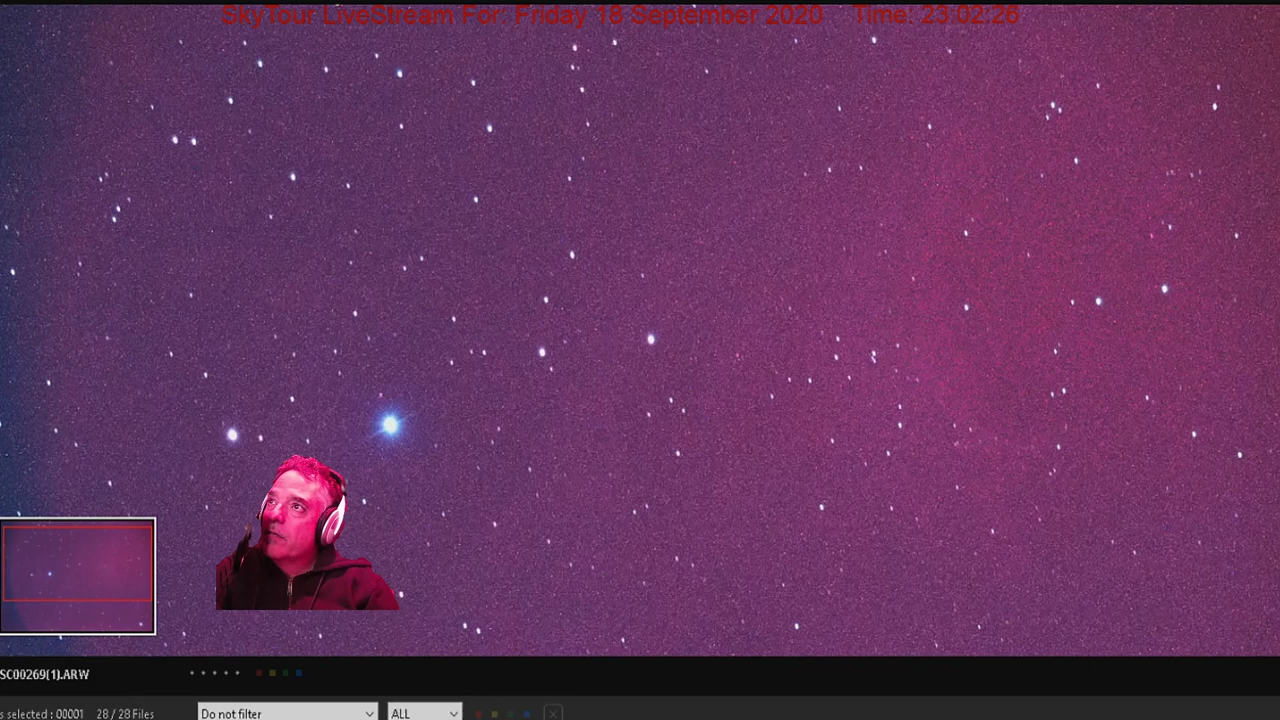 SkyTour LiveStream For: Friday 18 September 2020 Time: 23.02.26
SC00269(1).ARW
s selected : 00001 28 / 28 Files Do not filter ALL